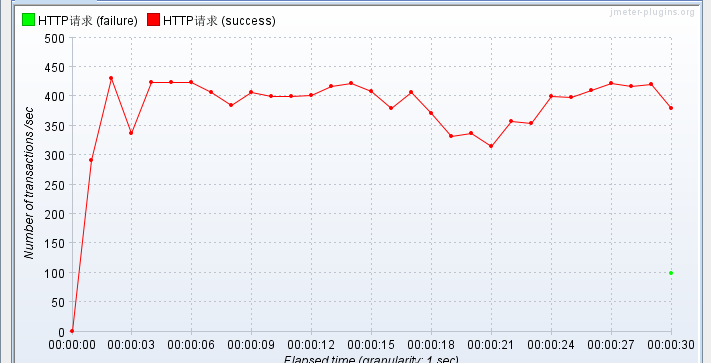 jmeter-plugins.org
HTTP请求 (failure) HTTP请求 (success)
500
450
400
350
300
250
200
150
100
50
0
Number of transactions /sec
00:00:00 00:00:03 00:00:06 00:00:09 00:00:12 00:00:15 00:00:18 00:00:21 00:00:24 00:00:27 00:00:30
Elapsed time (granularity: 1 sec)